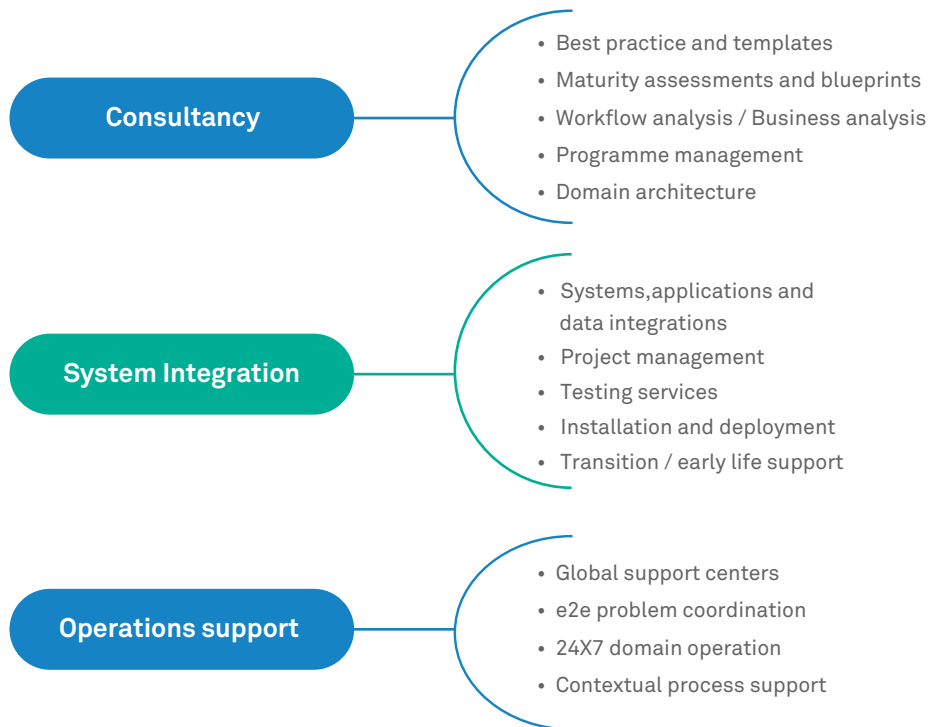 Consultancy
• Best practice and templates
• Maturity assessments and blueprints
• Workflow analysis / Business analysis
• Programme management
• Domain architecture
System Integration
• Systems,applications and
data integrations
• Project management
• Testing services
• Installation and deployment
• Transition / early life support
Operations support
• Global support centers
• e2e problem coordination
• 24X7 domain operation
• Contextual process support